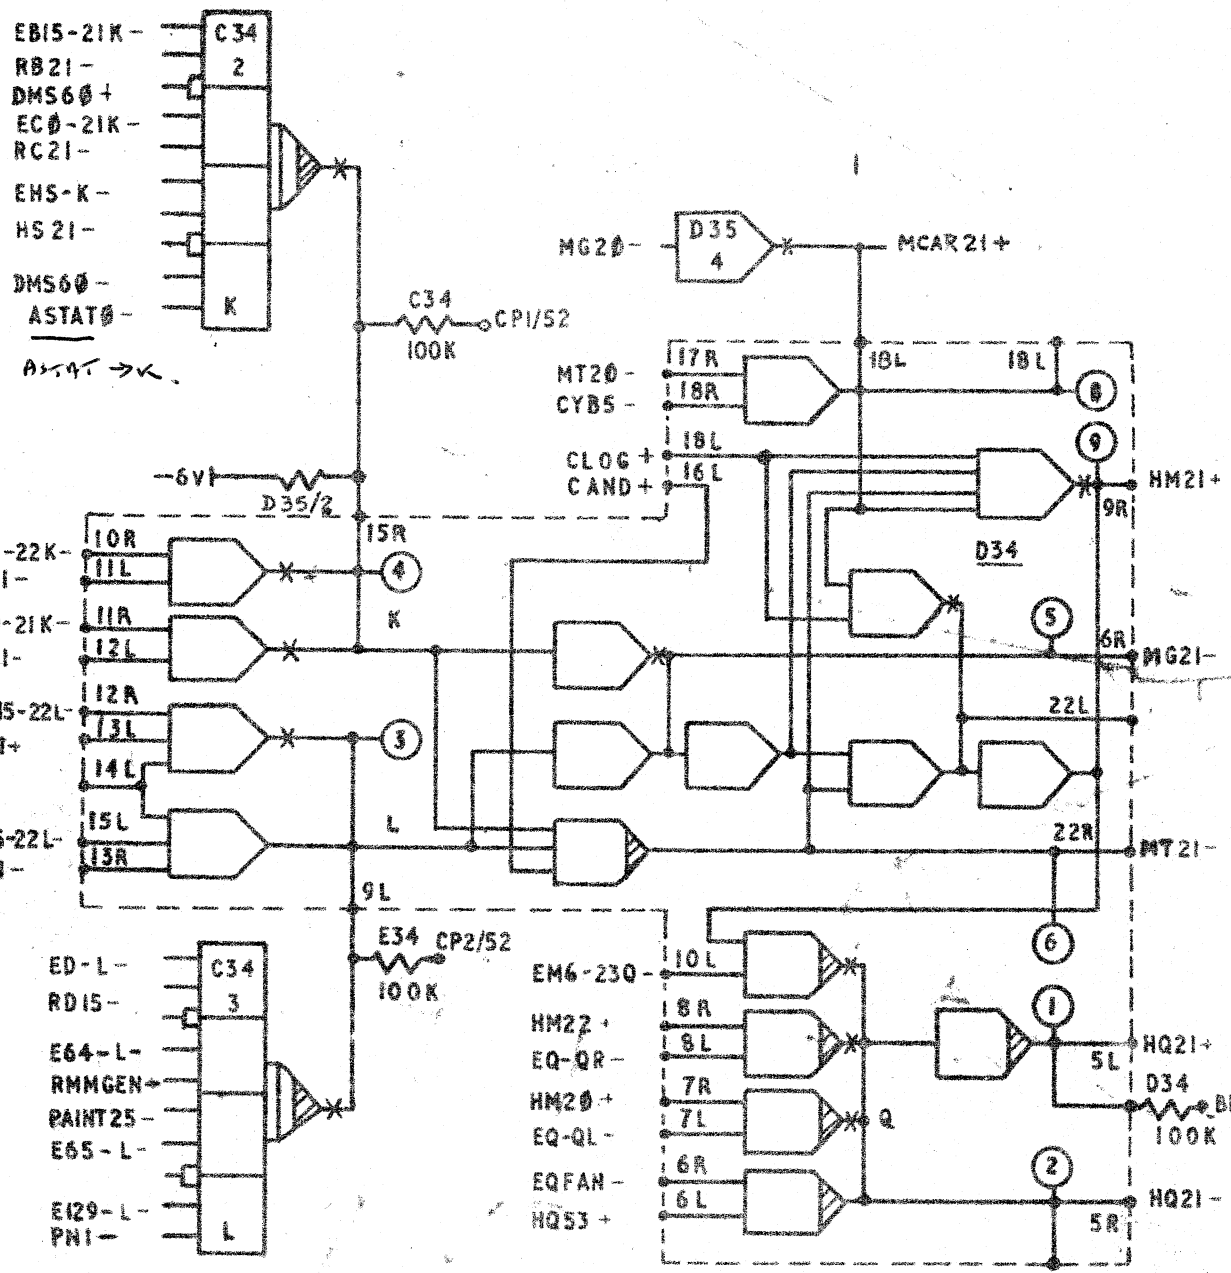 EB15-21K-
RB21-
DMS60+
EC0-21K-
RC21-
EHS-K-
HS21-
DMS60-
ASTAT0-
ASTAT → K.
C34
2
K
C34
100K
CP1/52
-6V
D35/2
MG20-
D35
4
MCAR21+
MT20-
CYB5-
CLOG+
CAND+
17R
18R
18L
16L
18L
18L
8
9
HM21+
9R
D34
5
6R
MG21-
22L
22R
MT21-
6
15R
10R
11L
4
K
11R
12L
12R
13L
3
14L
15L
13R
L
9L
-22K-
1-
-21K-
1-
15-22L-
1+
-22L-
E34
100K
CP2/52
ED-L-
RD15-
E64-L-
RMMGEN+
PAINT25-
E65-L-
E129-L-
PN1-
C34
3
L
EM6-23Q-
HM22+
EQ-QR-
HM20+
EQ-QL-
EQFAN-
HQ53+
10L
8R
8L
7R
7L
6R
6L
Q
1
HQ21+
5L
D34
100K
2
HQ21-
5R